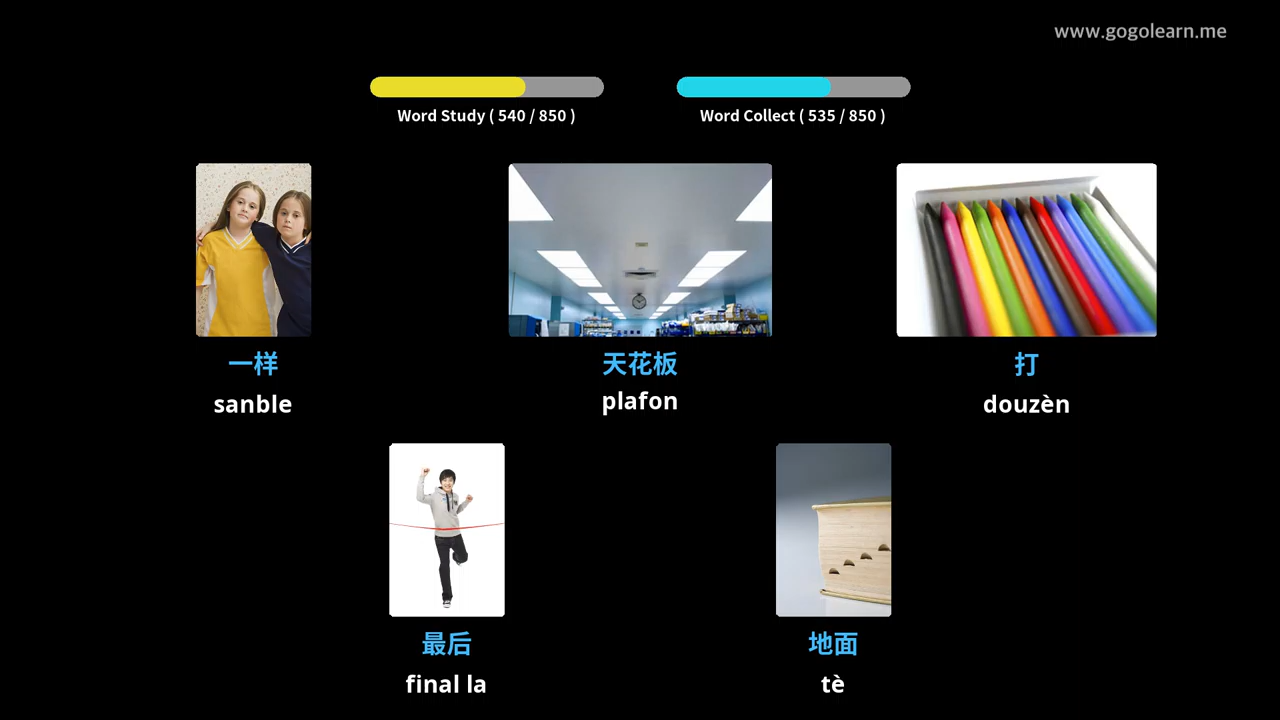 www.gogolearn.me
Word Study ( 540 / 850 )
Word Collect ( 535 / 850 )
一样
天花板
打
sanble
plafon
douzèn
最后
地面
final la
tè